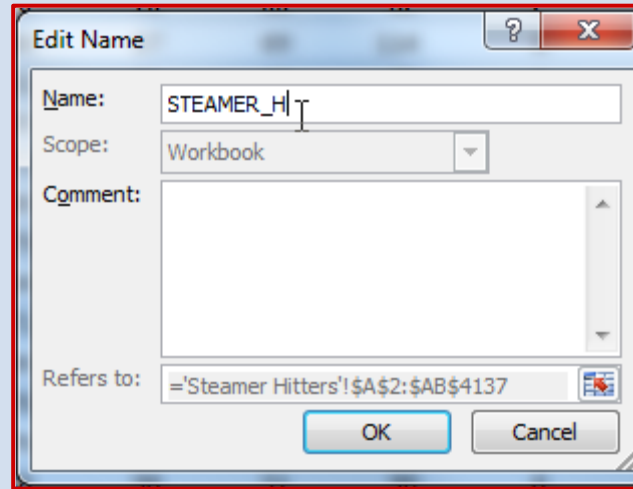 Edit Name
?
Name: STEAMER_H
Scope: Workbook
Comment:
Refers to: ='Steamer Hitters'!$A$2:$AB$4137
OK Cancel